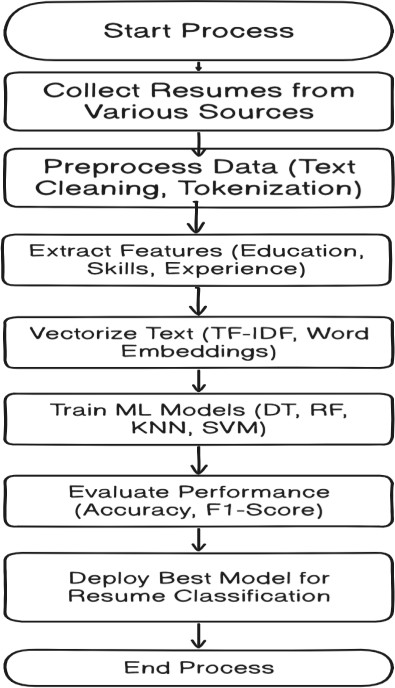 Start Process
Collect Resumes from
Various Sources
Preprocess Data (Text
Cleaning, Tokenization)
Extract Features (Education,
Skills, Experience)
Vectorize Text (TF-IDF, Word
Embeddings)
Train ML Models (DT, RF,
KNN, SVM)
Evaluate Performance
(Accuracy, F1-Score)
Deploy Best Model for
Resume Classification
End Process